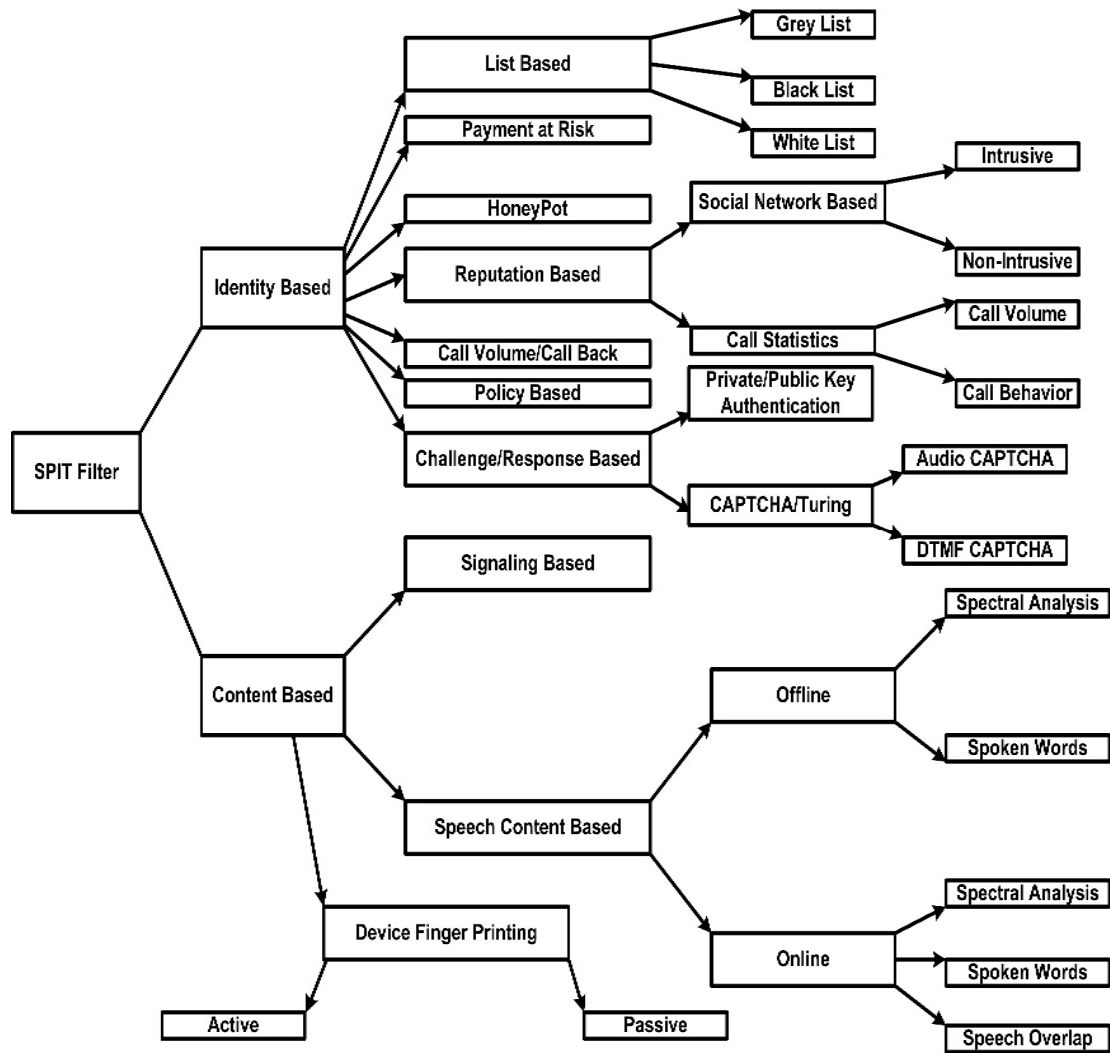 Grey List
List Based
Black List
Payment at Risk
White List
Intrusive
Social Network Based
HoneyPot
Non-Intrusive
Reputation Based
Identity Based
Call Volume
Call Statistics
Call Volume/Call Back
Private/Public Key
Authentication
Policy Based
Call Behavior
Challenge/Response Based
Audio CAPTCHA
SPIT Filter
CAPTCHA/Turing
DTMF CAPTCHA
Signaling Based
Spectral Analysis
Content Based
Offline
Spoken Words
Speech Content Based
Spectral Analysis
Device Finger Printing
Online
Spoken Words
Active
Passive
Speech Overlap